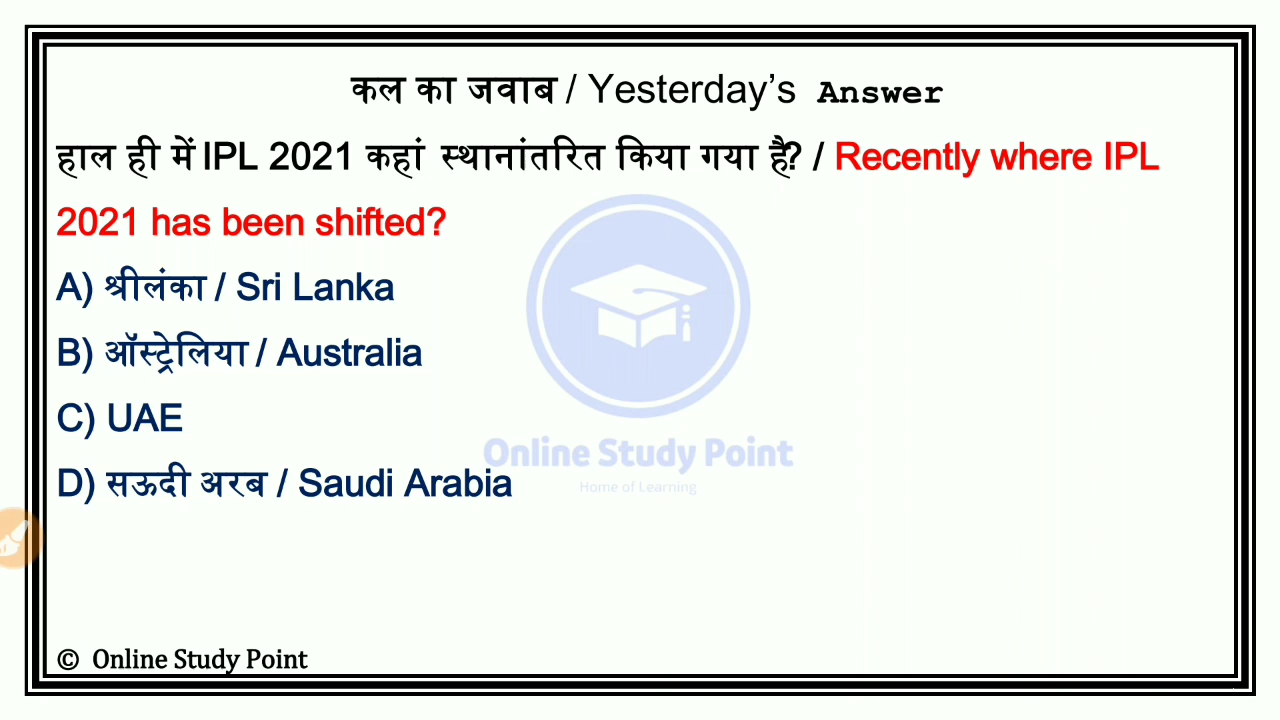 कल का जवाब / Yesterday’s Answer
हाल ही में IPL 2021 कहां स्थानांतरित किया गया है? / Recently where IPL
2021 has been shifted?
A) श्रीलंका / Sri Lanka
B) ऑस्ट्रेलिया / Australia
C) UAE
D) सऊदी अरब / Saudi Arabia
Online Study Point
Home of Learning
© Online Study Point